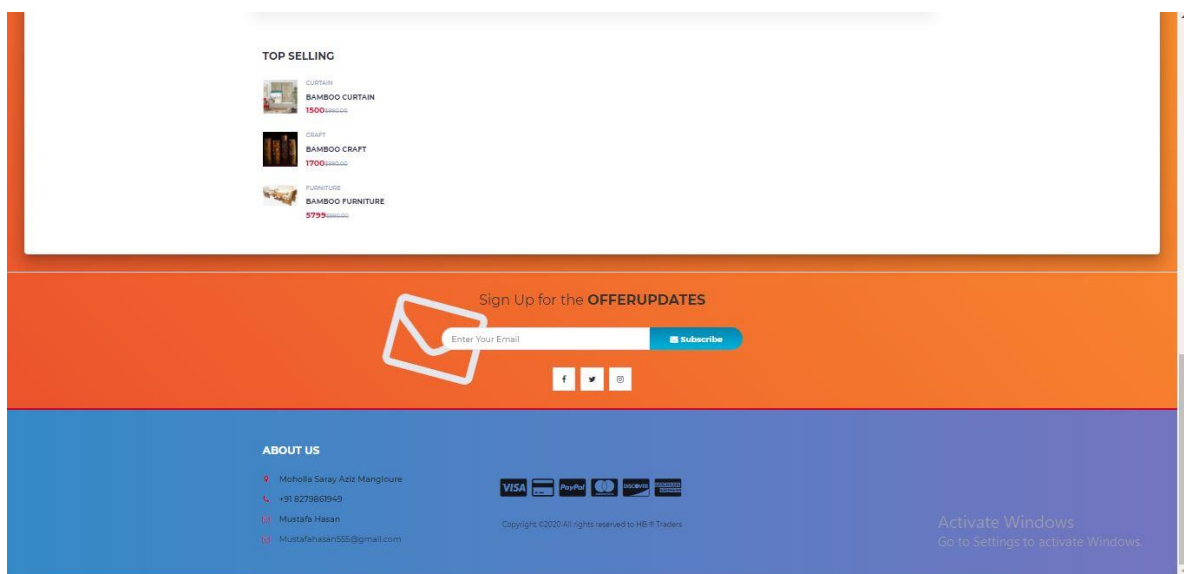 TOP SELLING
CURTAIN
BAMBOO CURTAIN
1500
CRAFT
BAMBOO CRAFT
1700
FURNITURE
BAMBOO FURNITURE
5799
Sign Up for the OFFERUPDATES
Enter Your Email
Subscribe
ABOUT US
Moholla Saray Aziz Mangloure
+91 8279861949
Mustafa Hasan
Mustafahasan555@gmail.com
VISA PayPal DISCOVER
Copyright ©2020 All rights reserved to HB ® Traders
Activate Windows
Go to Settings to activate Windows.